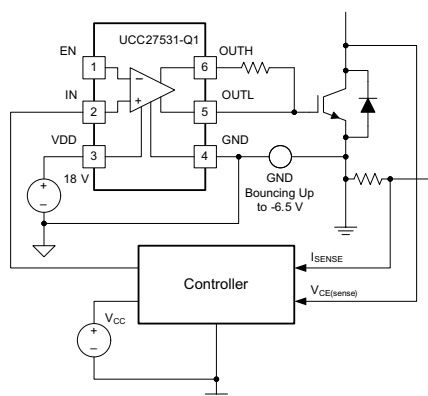 UCC27531-Q1
EN
OUTH
1
6
IN
OUTL
2
5
VDD
GND
3
4
18 V
GND
Bouncing Up
to -6.5 V
ISENSE
Controller
VCE(sense)
VCC